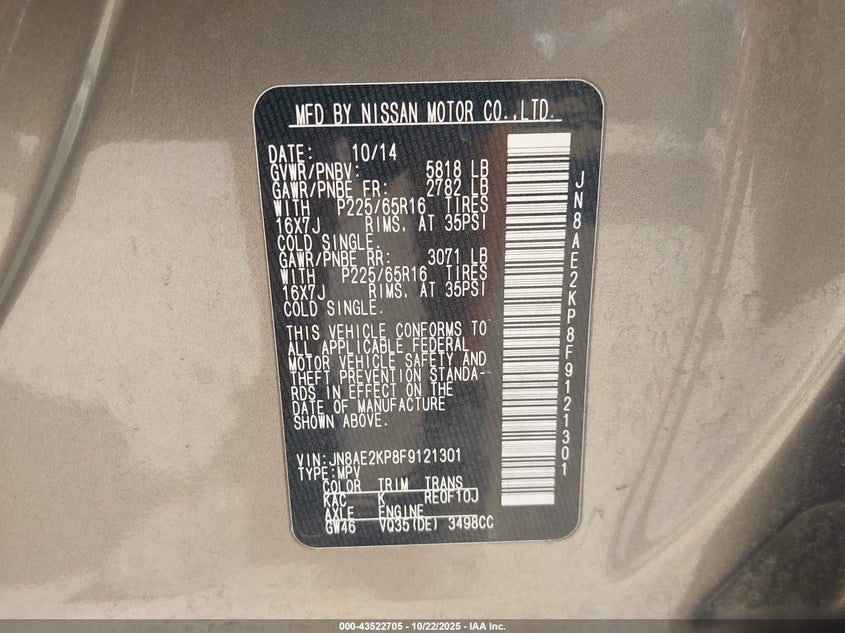 MFD BY NISSAN MOTOR CO.,LTD.
DATE: 10/14
GVWR/PNBV: 5818 LB
GAWR/PNBE FR: 2782 LB
WITH P225/65R16 TIRES
16X7J RIMS, AT 35PSI
COLD SINGLE.
GAWR/PNBE RR: 3071 LB
WITH P225/65R16 TIRES
16X7J RIMS, AT 35PSI
COLD SINGLE.
THIS VEHICLE CONFORMS TO
ALL APPLICABLE FEDERAL
MOTOR VEHICLE SAFETY AND
THEFT PREVENTION STANDA-
RDS IN EFFECT ON THE
DATE OF MANUFACTURE
SHOWN ABOVE.
VIN:JN8AE2KP8F9121301
TYPE:MPV
COLOR TRIM TRANS
KAC K RE0F10J
AXLE ENGINE
GW46 VQ35(DE) 3498CC
JN8AE2KP8F9121301
000-43522705 - 10/22/2025 - IAA Inc.